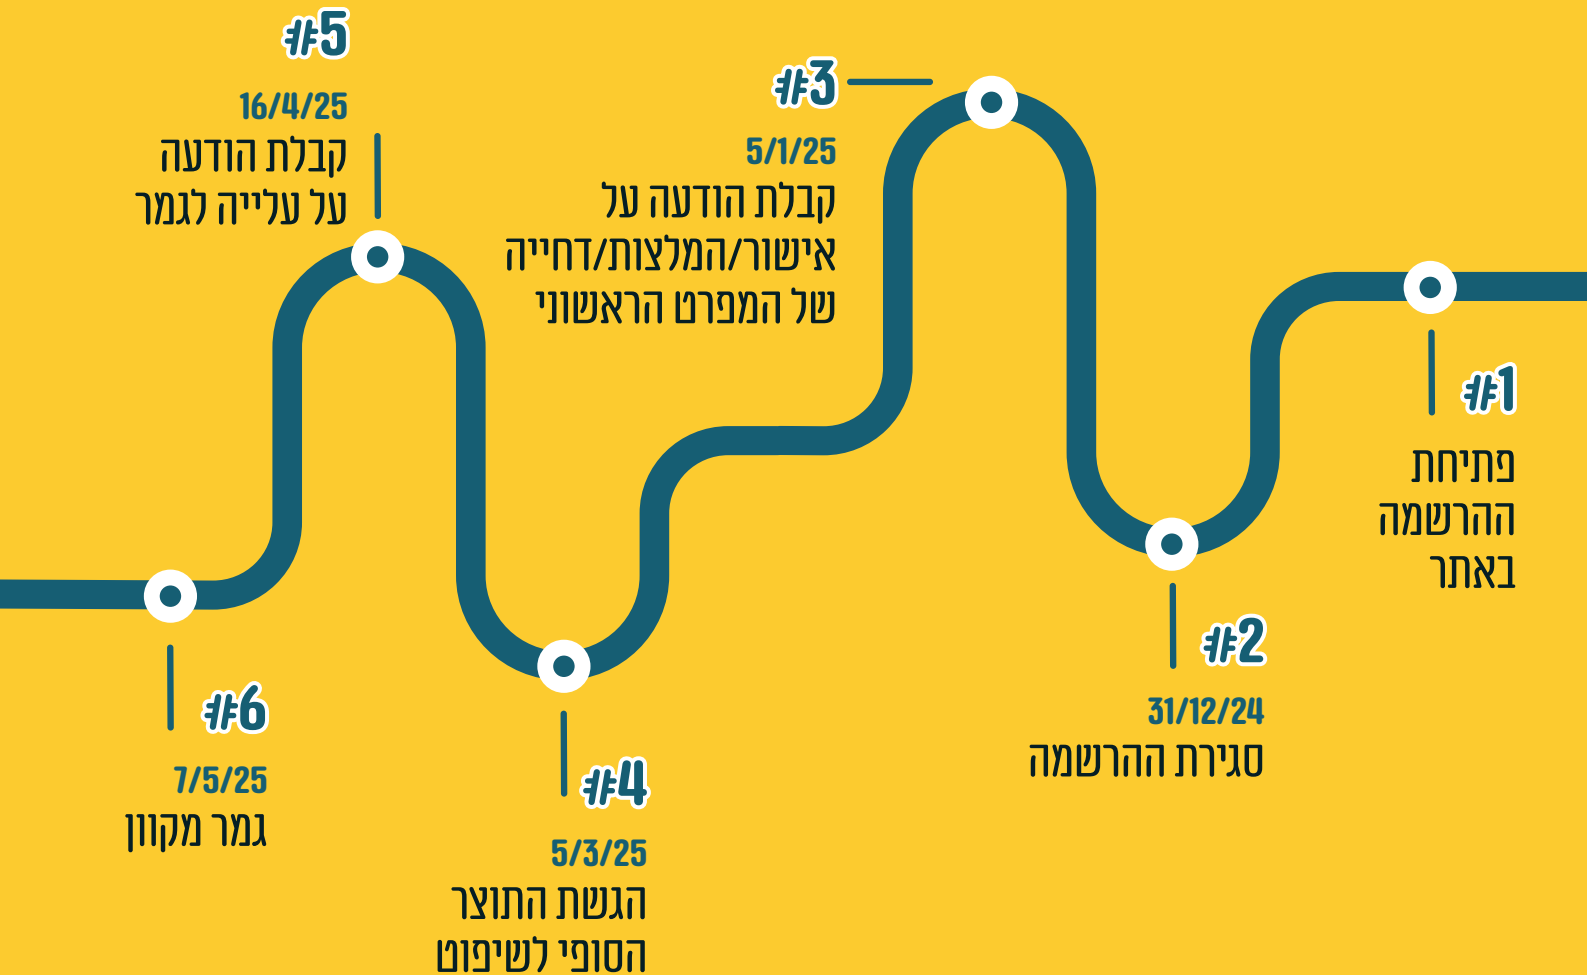 #1
פתיחת
ההרשמה
באתר
#2
31/12/24
סגירת ההרשמה
#3
5/1/25
קבלת הודעה על
אישור/המלצות/דחייה
של המפרט הראשוני
#4
5/3/25
הגשת התוצר
הסופי לשיפוט
#5
16/4/25
קבלת הודעה
על עלייה לגמר
#6
7/5/25
גמר מקוון